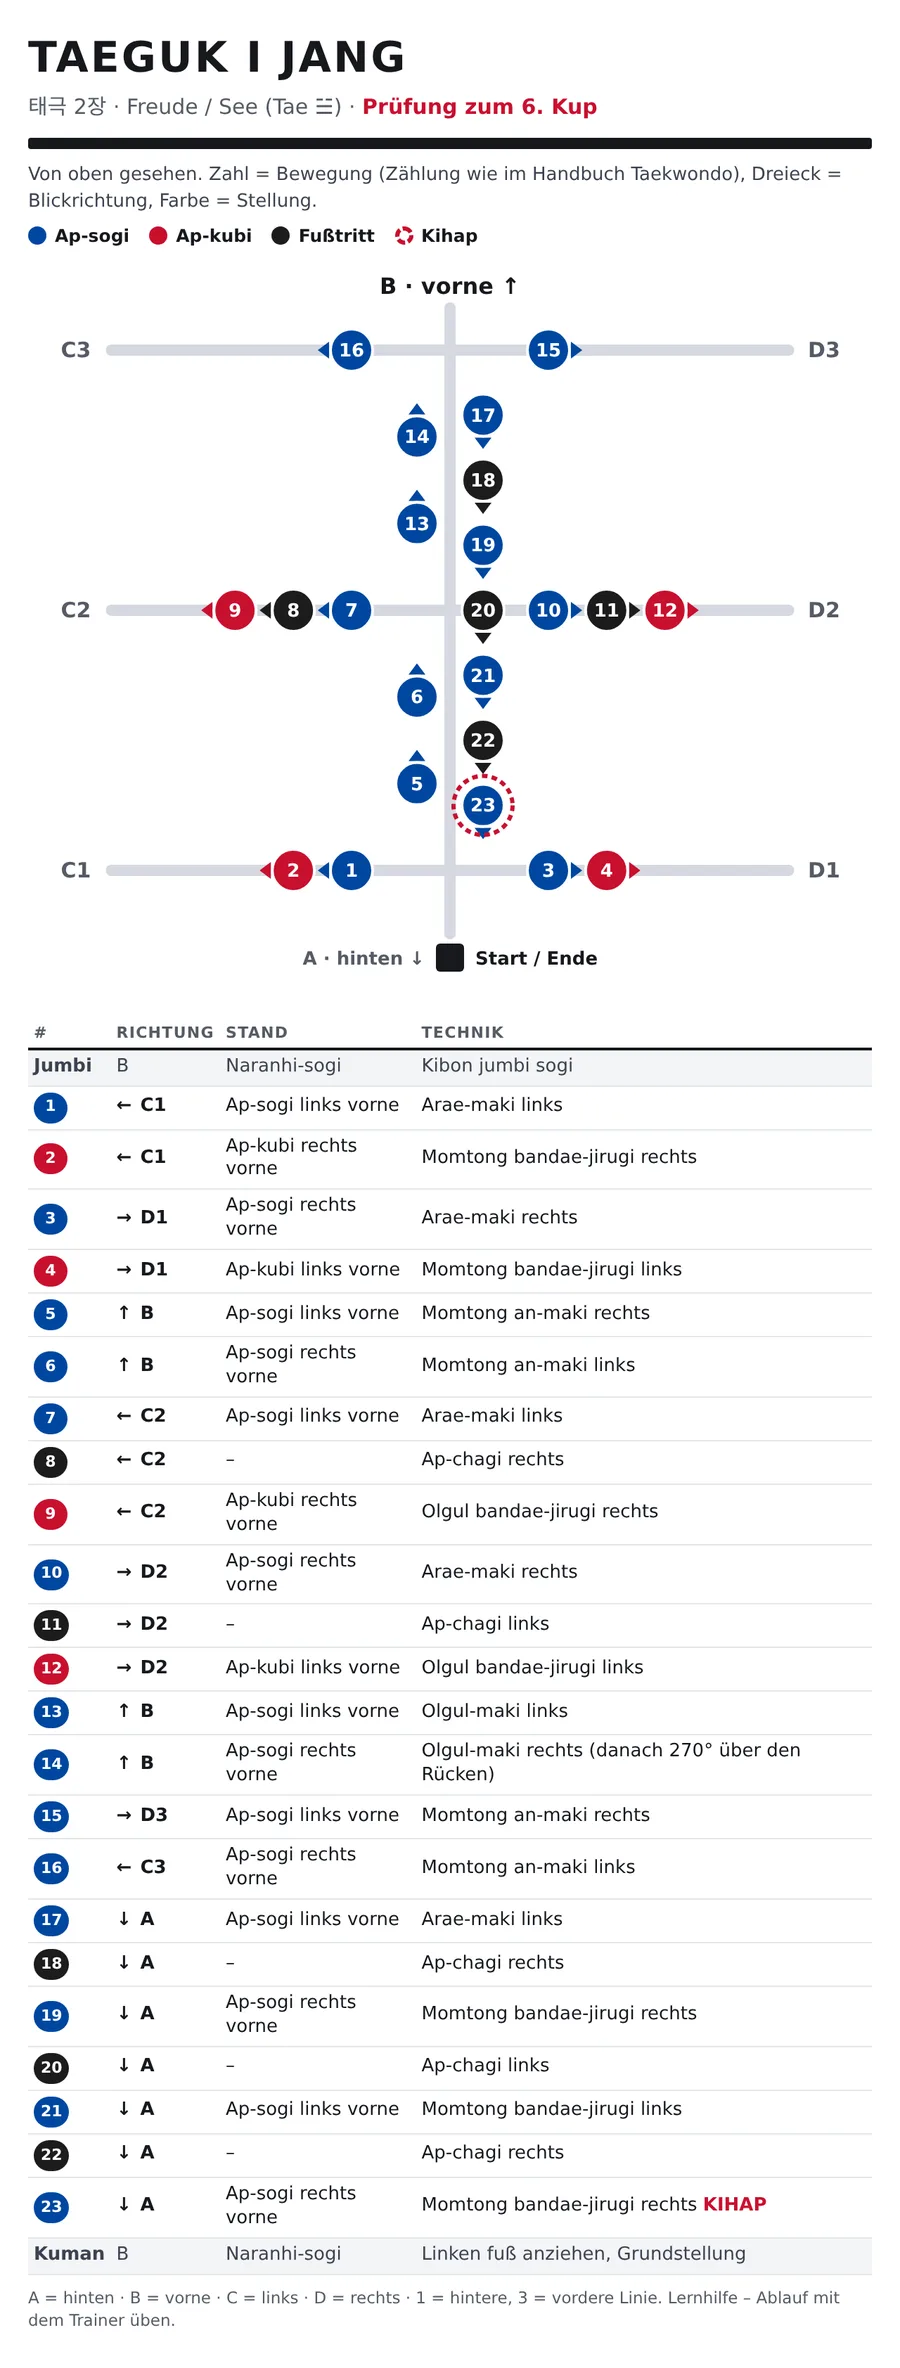 TAEGUK I JANG
태극 2장 · Freude / See (Tae ☱) · Prüfung zum 6. Kup
Von oben gesehen. Zahl = Bewegung (Zählung wie im Handbuch Taekwondo), Dreieck =
Blickrichtung, Farbe = Stellung.
Ap-sogi Ap-kubi Fußtritt Kihap
B · vorne ↑
C3 16 15 D3
17
14
18
13
19
C2 9 8 7 20 10 11 12 D2
21
6
22
5
23
C1 2 1 3 4 D1
A · hinten ↓ Start / Ende
# RICHTUNG STAND TECHNIK
Jumbi B Naranhi-sogi Kibon jumbi sogi
1 ← C1 Ap-sogi links vorne Arae-maki links
2 ← C1 Ap-kubi rechts vorne Momtong bandae-jirugi rechts
3 → D1 Ap-sogi rechts vorne Arae-maki rechts
4 → D1 Ap-kubi links vorne Momtong bandae-jirugi links
5 ↑ B Ap-sogi links vorne Momtong an-maki rechts
6 ↑ B Ap-sogi rechts vorne Momtong an-maki links
7 ← C2 Ap-sogi links vorne Arae-maki links
8 ← C2 – Ap-chagi rechts
9 ← C2 Ap-kubi rechts vorne Olgul bandae-jirugi rechts
10 → D2 Ap-sogi rechts vorne Arae-maki rechts
11 → D2 – Ap-chagi links
12 → D2 Ap-kubi links vorne Olgul bandae-jirugi links
13 ↑ B Ap-sogi links vorne Olgul-maki links
14 ↑ B Ap-sogi rechts vorne Olgul-maki rechts (danach 270° über den Rücken)
15 → D3 Ap-sogi links vorne Momtong an-maki rechts
16 ← C3 Ap-sogi rechts vorne Momtong an-maki links
17 ↓ A Ap-sogi links vorne Arae-maki links
18 ↓ A – Ap-chagi rechts
19 ↓ A Ap-sogi rechts vorne Momtong bandae-jirugi rechts
20 ↓ A – Ap-chagi links
21 ↓ A Ap-sogi links vorne Momtong bandae-jirugi links
22 ↓ A – Ap-chagi rechts
23 ↓ A Ap-sogi rechts vorne Momtong bandae-jirugi rechts KIHAP
Kuman B Naranhi-sogi Linken fuß anziehen, Grundstellung
A = hinten · B = vorne · C = links · D = rechts · 1 = hintere, 3 = vordere Linie. Lernhilfe – Ablauf mit
dem Trainer üben.